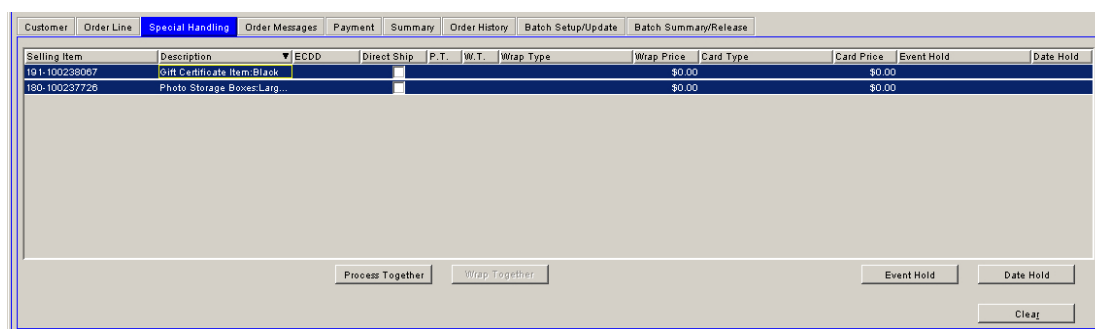 Customer Order Line Special Handling Order Messages Payment Summary Order History Batch Setup/Update Batch Summary/Release
Selling Item Description ECDD Direct Ship P.T. W.T. Wrap Type Wrap Price Card Type Card Price Event Hold Date Hold
191-100238067 Gift Certificate Item:Black $0.00 $0.00
180-100237726 Photo Storage Boxes:Larg... $0.00 $0.00
Process Together Wrap Together Event Hold Date Hold
Clear